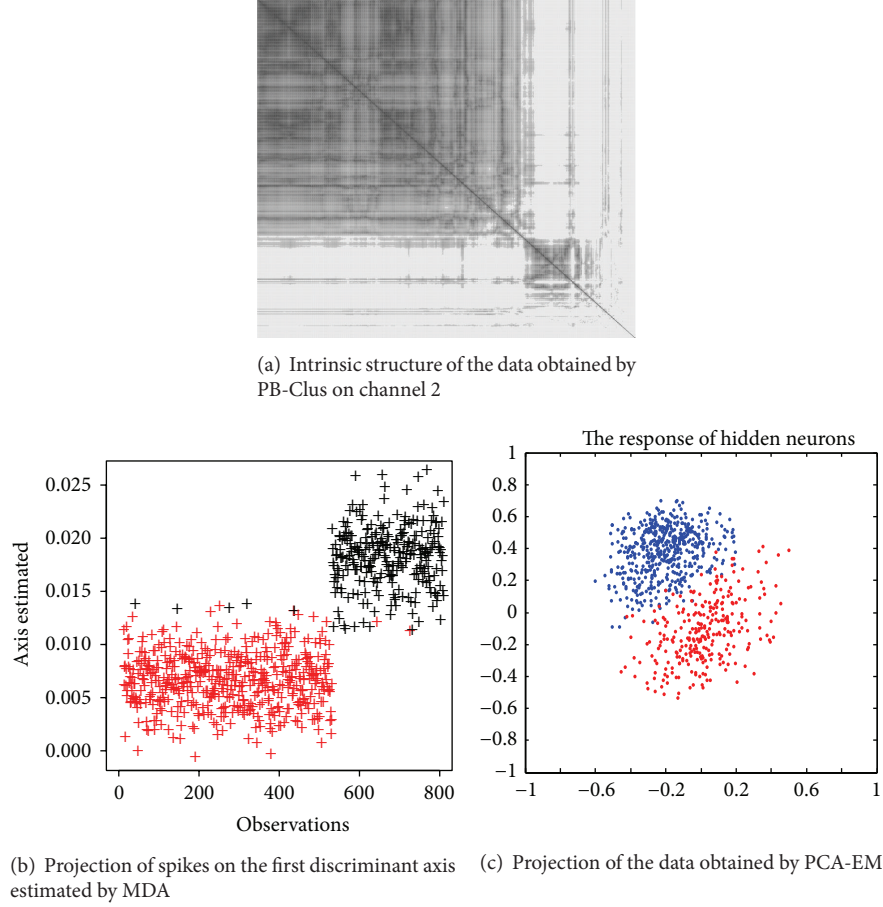 (a) Intrinsic structure of the data obtained by
PB-Clus on channel 2
0.025
0.020
0.015
0.010
0.005
0.000
Axis estimated
0 200 400 600 800
Observations
(b) Projection of spikes on the first discriminant axis
estimated by MDA
The response of hidden neurons
1
0.8
0.6
0.4
0.2
0
−0.2
−0.4
−0.6
−0.8
−1
−1 −0.6 −0.2 0.2 0.6 1
(c) Projection of the data obtained by PCA-EM